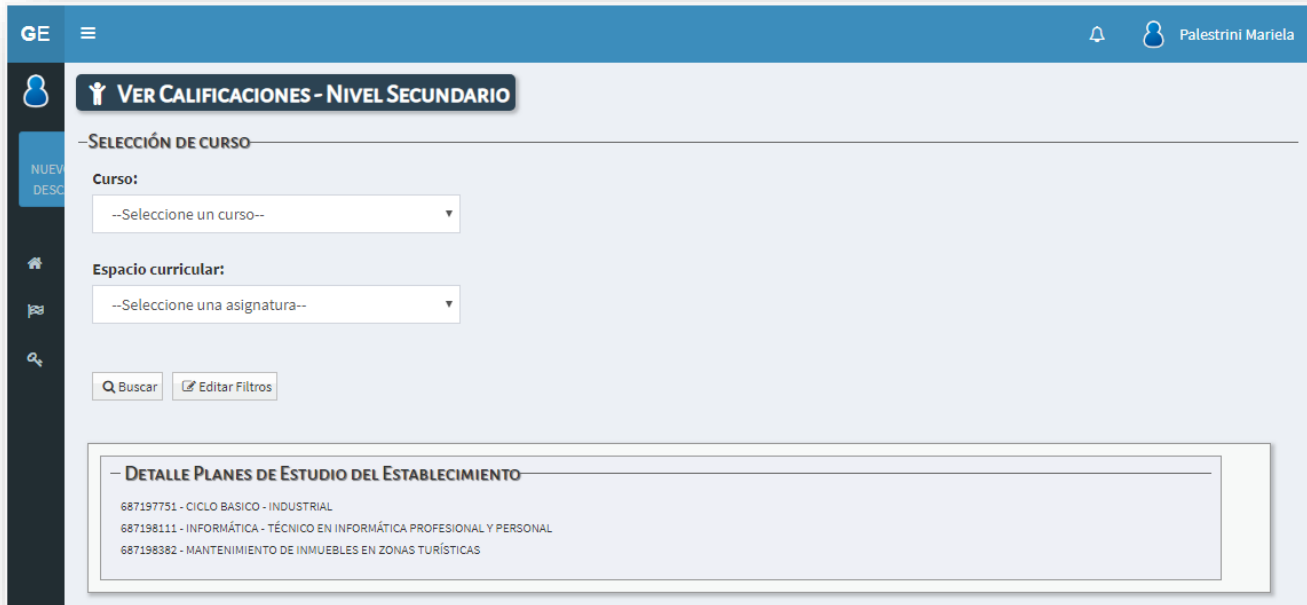 GE
Palestrini Mariela
VER CALIFICACIONES - NIVEL SECUNDARIO
SELECCIÓN DE CURSO
NUEV
DESC
Curso:
--Seleccione un curso--
Espacio curricular:
--Seleccione una asignatura--
Buscar Editar Filtros
DETALLE PLANES DE ESTUDIO DEL ESTABLECIMIENTO
687197751 - CICLO BASICO - INDUSTRIAL
687198111 - INFORMÁTICA - TÉCNICO EN INFORMÁTICA PROFESIONAL Y PERSONAL
687198382 - MANTENIMIENTO DE INMUEBLES EN ZONAS TURÍSTICAS